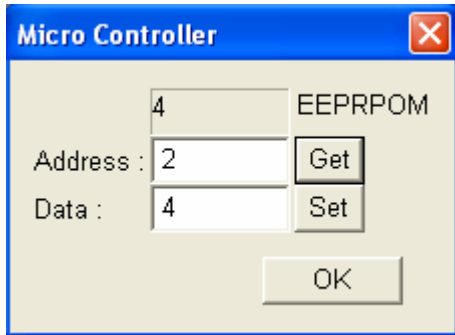 Micro Controller
4 EEPRPOM
Address : 2 Get
Data : 4 Set
OK